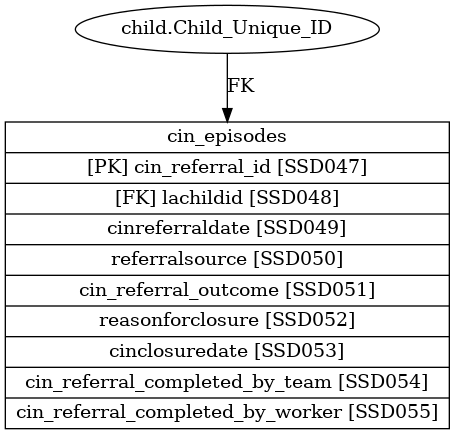 child.Child_Unique_ID
FK
cin_episodes
[PK] cin_referral_id [SSD047]
[FK] lachildid [SSD048]
cinreferraldate [SSD049]
referralsource [SSD050]
cin_referral_outcome [SSD051]
reasonforclosure [SSD052]
cinclosuredate [SSD053]
cin_referral_completed_by_team [SSD054]
cin_referral_completed_by_worker [SSD055]